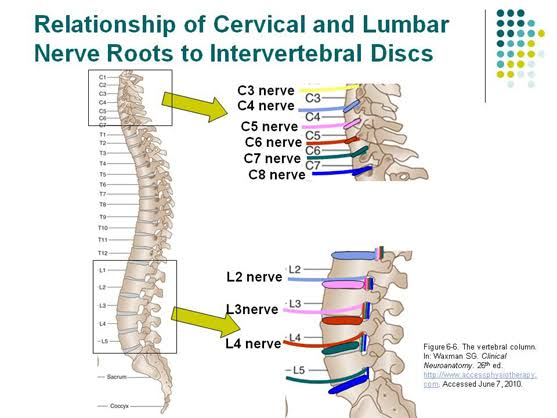 Relationship of Cervical and Lumbar
Nerve Roots to Intervertebral Discs
C1
C2
C3
C4
C5
C6
C7
T1
T2
T3
T4
T5
T6
T7
T8
T9
T10
T11
T12
L1
L2
L3
L4
L5
Sacrum
Coccyx
C3 nerve
C3
C4 nerve
C4
C5 nerve
C5
C6 nerve
C6
C7 nerve
C7
C8 nerve
L2 nerve
L2
L3nerve
L3
L4 nerve
L4
L5
Figure 6-6. The vertebral column.
In: Waxman SG. Clinical
Neuroanatomy. 26th ed.
http://www.accessphysiotherapy.
com. Accessed June 7, 2010.